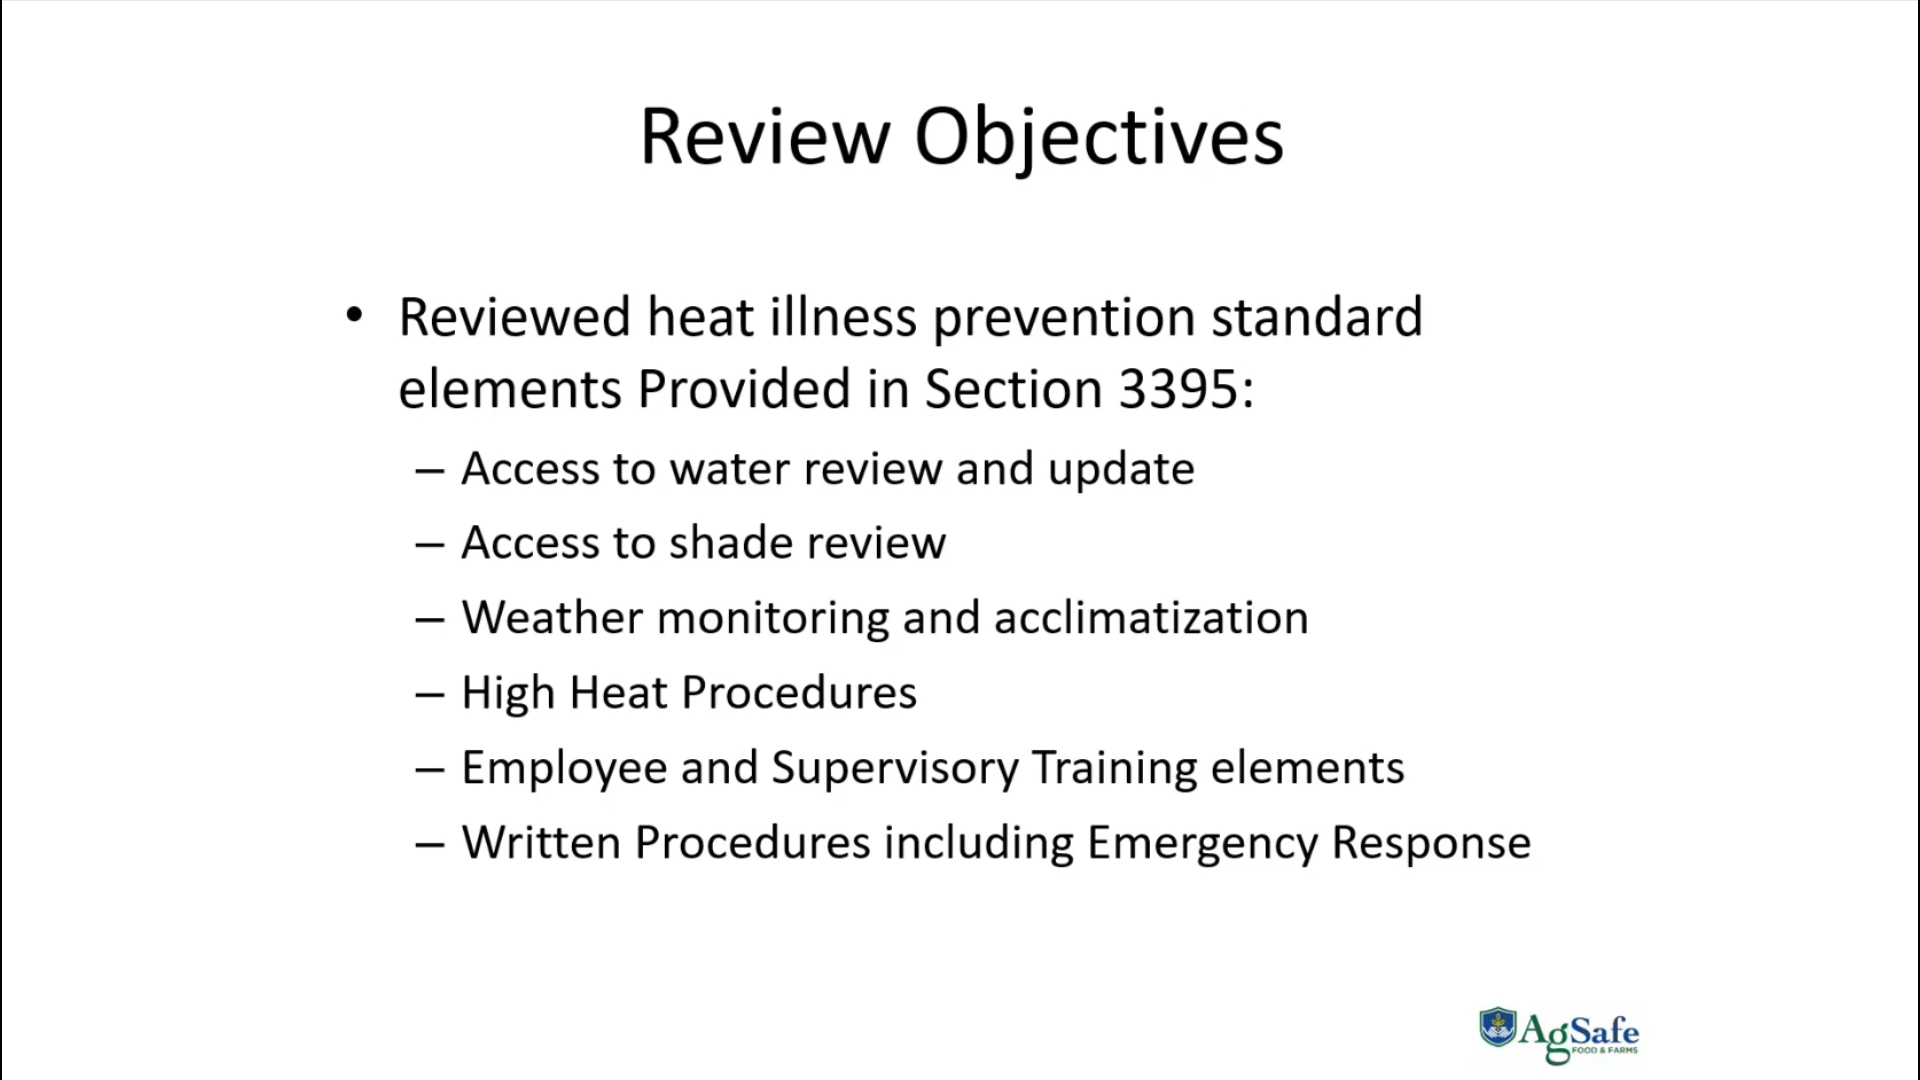 Review Objectives
• Reviewed heat illness prevention standard
elements Provided in Section 3395:
– Access to water review and update
– Access to shade review
– Weather monitoring and acclimatization
– High Heat Procedures
– Employee and Supervisory Training elements
– Written Procedures including Emergency Response
AgSafe
FOOD & FARMS